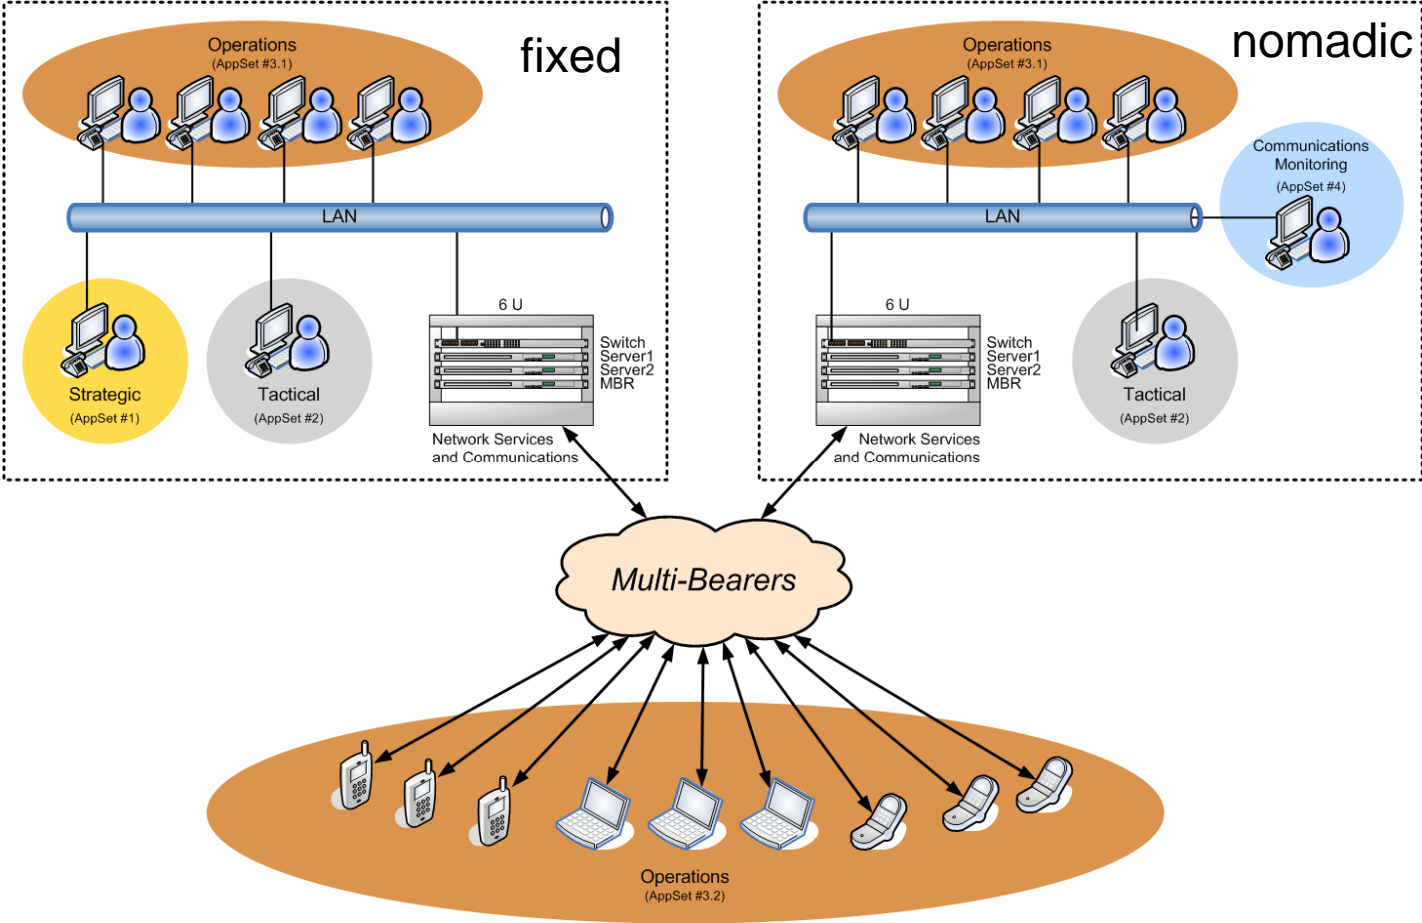 fixed
Operations
(AppSet #3.1)
LAN
Strategic
(AppSet #1)
Tactical
(AppSet #2)
6 U
Switch
Server1
Server2
MBR
Network Services
and Communications
nomadic
Operations
(AppSet #3.1)
Communications
Monitoring
(AppSet #4)
LAN
6 U
Switch
Server1
Server2
MBR
Network Services
and Communications
Tactical
(AppSet #2)
Multi-Bearers
Operations
(AppSet #3.2)